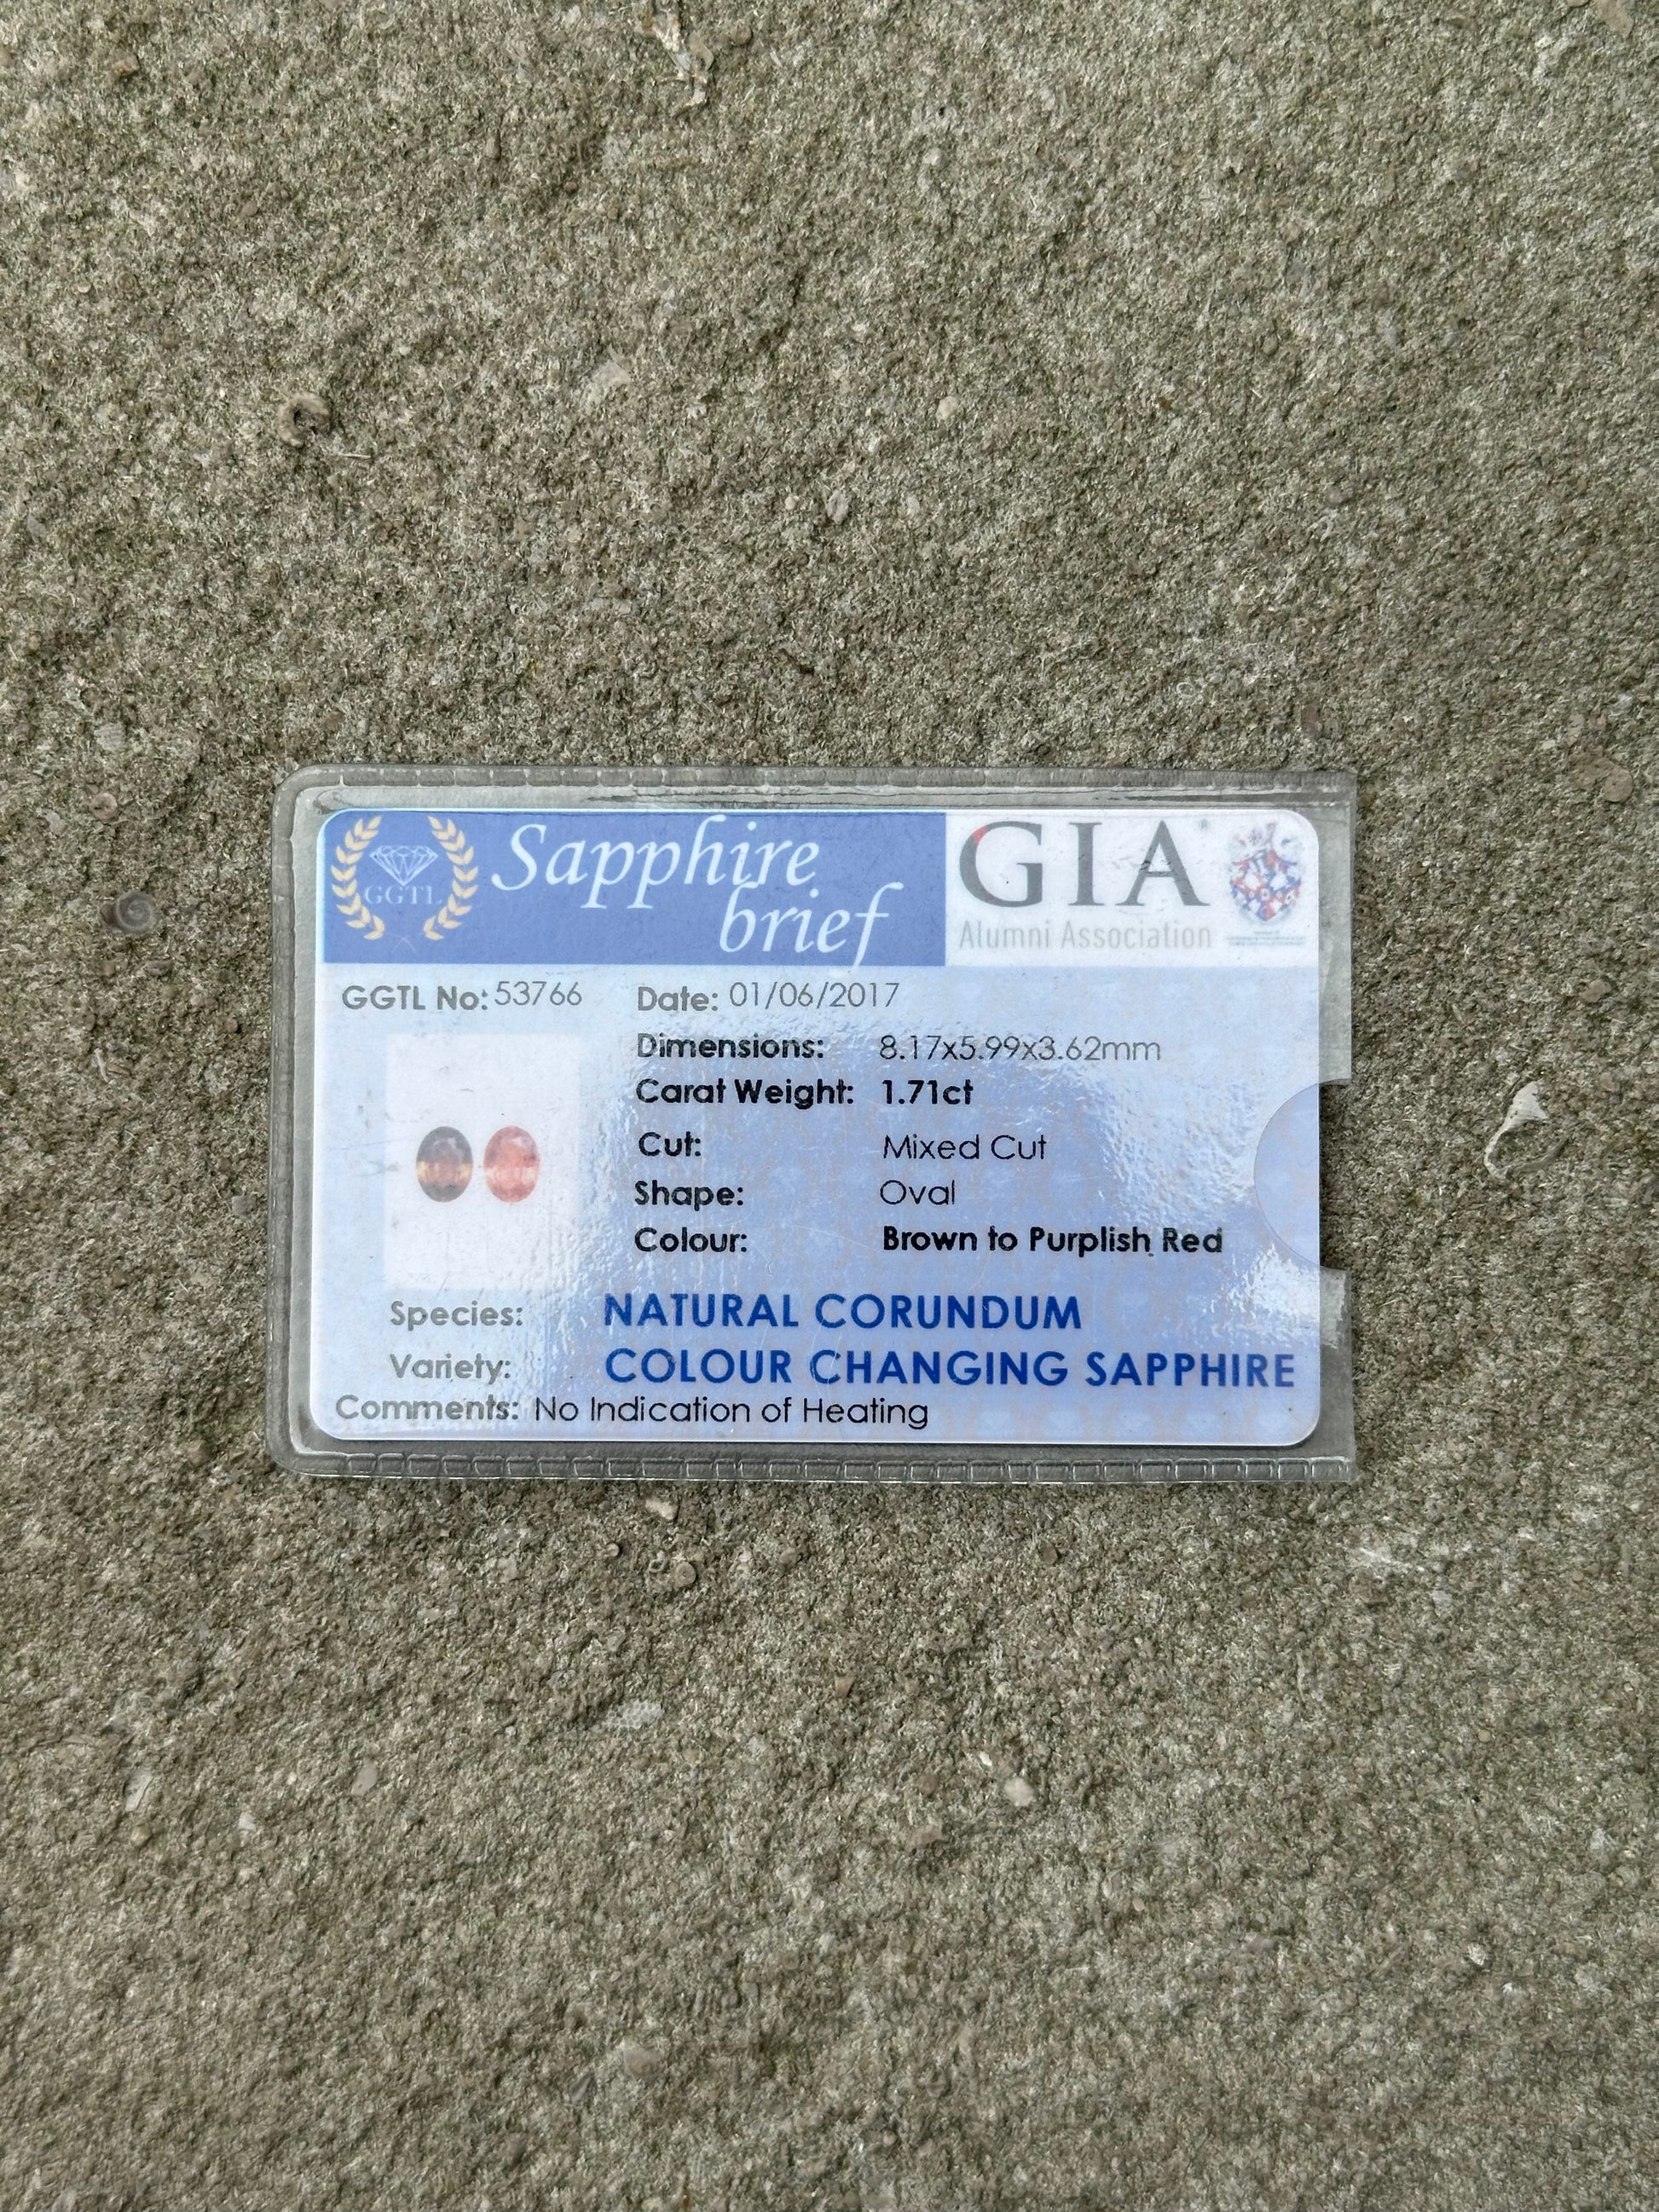 GGTL
Sapphire
brief
GIA
Alumni Association
GGTL No: 53766 Date: 01/06/2017
Dimensions: 8.17x5.99x3.62mm
Carat Weight: 1.71ct
Cut: Mixed Cut
Shape: Oval
Colour: Brown to Purplish Red
Species: NATURAL CORUNDUM
Variety: COLOUR CHANGING SAPPHIRE
Comments: No Indication of Heating